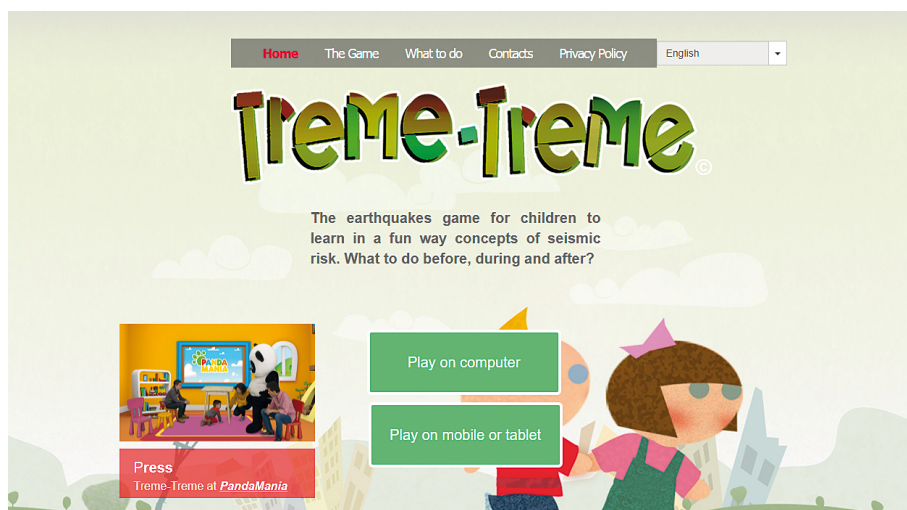 Home The Game What to do Contacts Privacy Policy English
Treme-Treme ©
The earthquakes game for children to
learn in a fun way concepts of seismic
risk. What to do before, during and after?
PANDA
MANIA
Play on computer
Play on mobile or tablet
Press
Treme-Treme at PandaMania